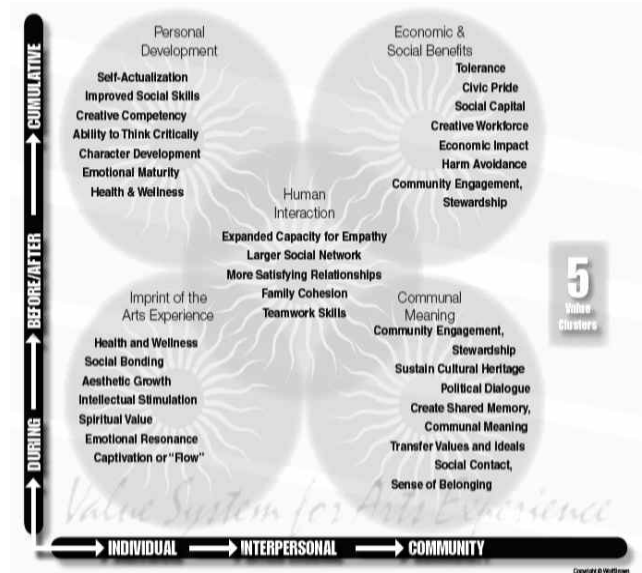 Personal
Development
Self-Actualization
Improved Social Skills
Creative Competency
Ability to Think Critically
Character Development
Emotional Maturity
Health & Wellness
Economic &
Social Benefits
Tolerance
Civic Pride
Social Capital
Creative Workforce
Economic Impact
Harm Avoidance
Community Engagement,
Stewardship
Human
Interaction
Expanded Capacity for Empathy
Larger Social Network
More Satisfying Relationships
Family Cohesion
Teamwork Skills
Imprint of the
Arts Experience
Health and Wellness
Social Bonding
Aesthetic Growth
Intellectual Stimulation
Spiritual Value
Emotional Resonance
Captivation or "Flow"
Communal
Meaning
Community Engagement,
Stewardship
Sustain Cultural Heritage
Political Dialogue
Create Shared Memory,
Communal Meaning
Transfer Values and Ideals
Social Contact,
Sense of Belonging
5
Value
Clusters
CUMULATIVE
BEFORE/AFTER
DURING
Value System for Arts Experience
INDIVIDUAL
INTERPERSONAL
COMMUNITY
Copyright © WolfBrown